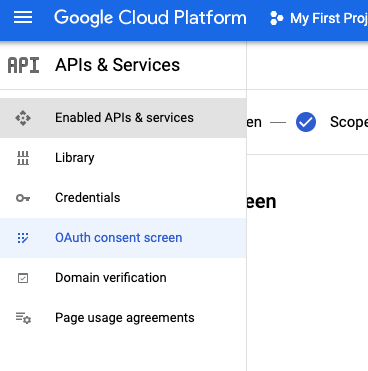 Google Cloud Platform
My First Proj
API APIs & Services
Enabled APIs & services
en
Scope
Library
Credentials
een
OAuth consent screen
Domain verification
Page usage agreements